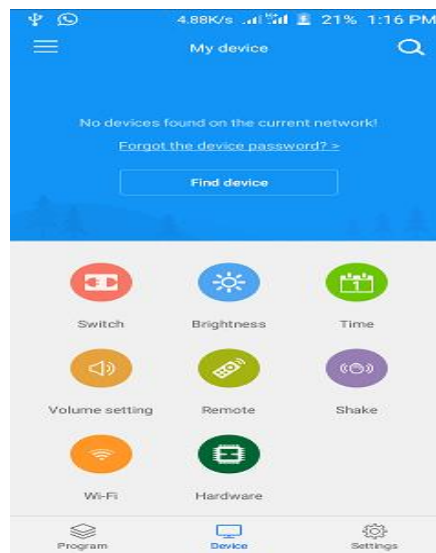 4.88K/s 21% 1:16 PM
My device
No devices found on the current network!
Forgot the device password? >
Find device
1
Switch Brightness Time
Volume setting Remote Shake
Wi-Fi Hardware
Program Device Settings